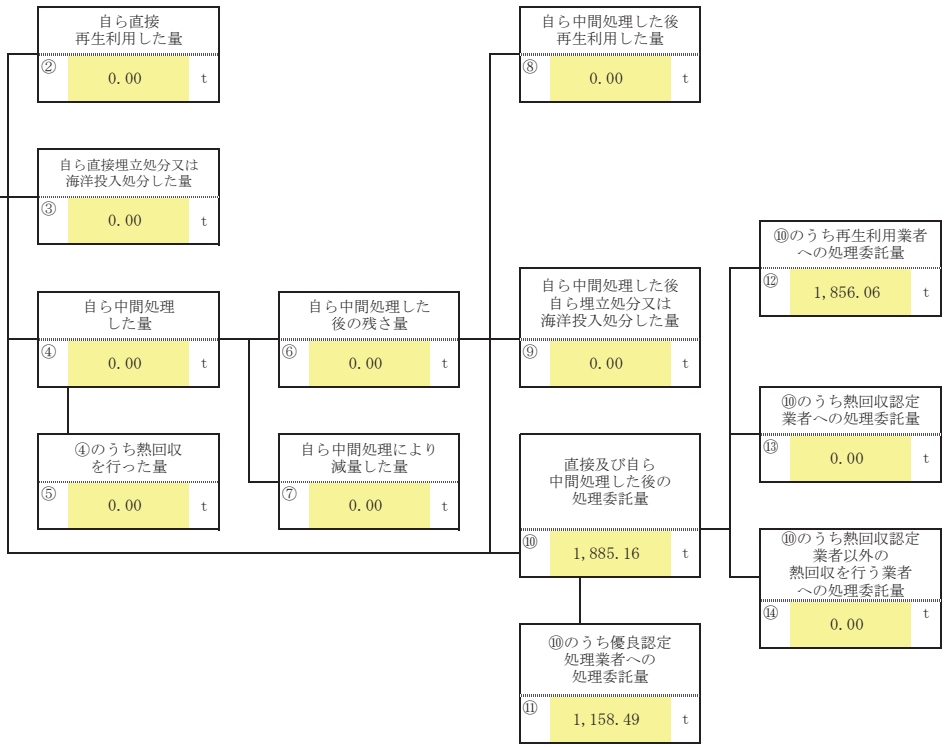 自ら直接
再生利用した量
②
0.00
t
自ら直接埋立処分又は
海洋投入処分した量
③
0.00
t
自ら中間処理
した量
④
0.00
t
④のうち熱回収
を行った量
⑤
0.00
t
自ら中間処理した
後の残さ量
⑥
0.00
t
自ら中間処理により
減量した量
⑦
0.00
t
自ら中間処理した後
再生利用した量
⑧
0.00
t
自ら中間処理した後
自ら埋立処分又は
海洋投入処分した量
⑨
0.00
t
直接及び自ら
中間処理した後の
処理委託量
⑩
1,885.16
t
⑩のうち優良認定
処理業者への
処理委託量
⑪
1,158.49
t
⑩のうち再生利用業者
への処理委託量
⑫
1,856.06
t
⑩のうち熱回収認定
業者への処理委託量
⑬
0.00
t
⑩のうち熱回収認定
業者以外の
熱回収を行う業者
への処理委託量
⑭
0.00
t